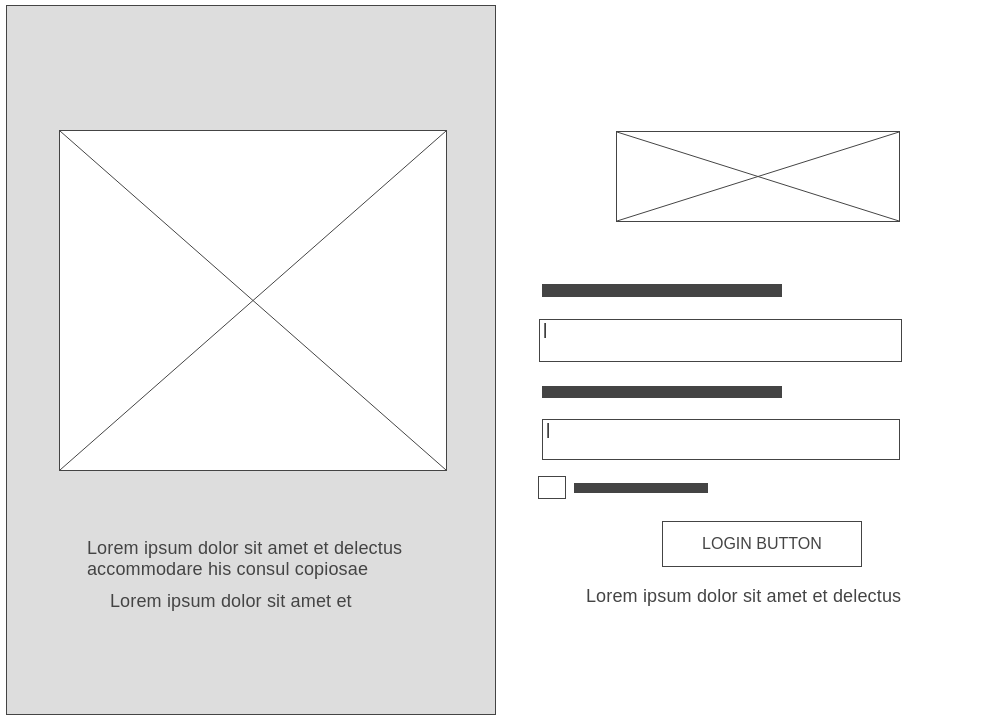 Lorem ipsum dolor sit amet et delectus
accommodare his consul copiosae
Lorem ipsum dolor sit amet et
LOGIN BUTTON
Lorem ipsum dolor sit amet et delectus